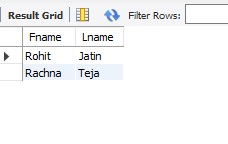 Result Grid Filter Rows:
Fname Lname
Rohit Jatin
Rachna Teja